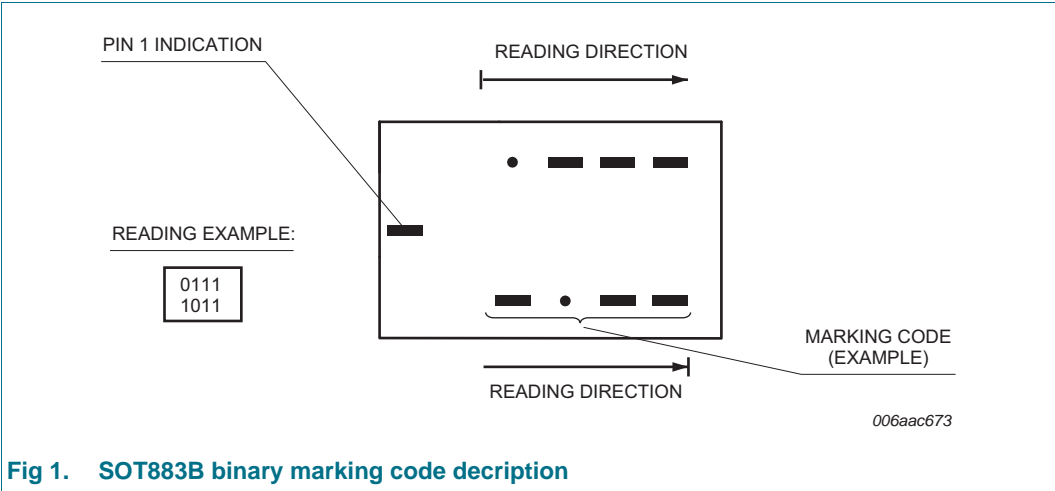 PIN 1 INDICATION
READING DIRECTION
READING EXAMPLE:
0111
1011
MARKING CODE
(EXAMPLE)
READING DIRECTION
006aac673
Fig 1. SOT883B binary marking code decription